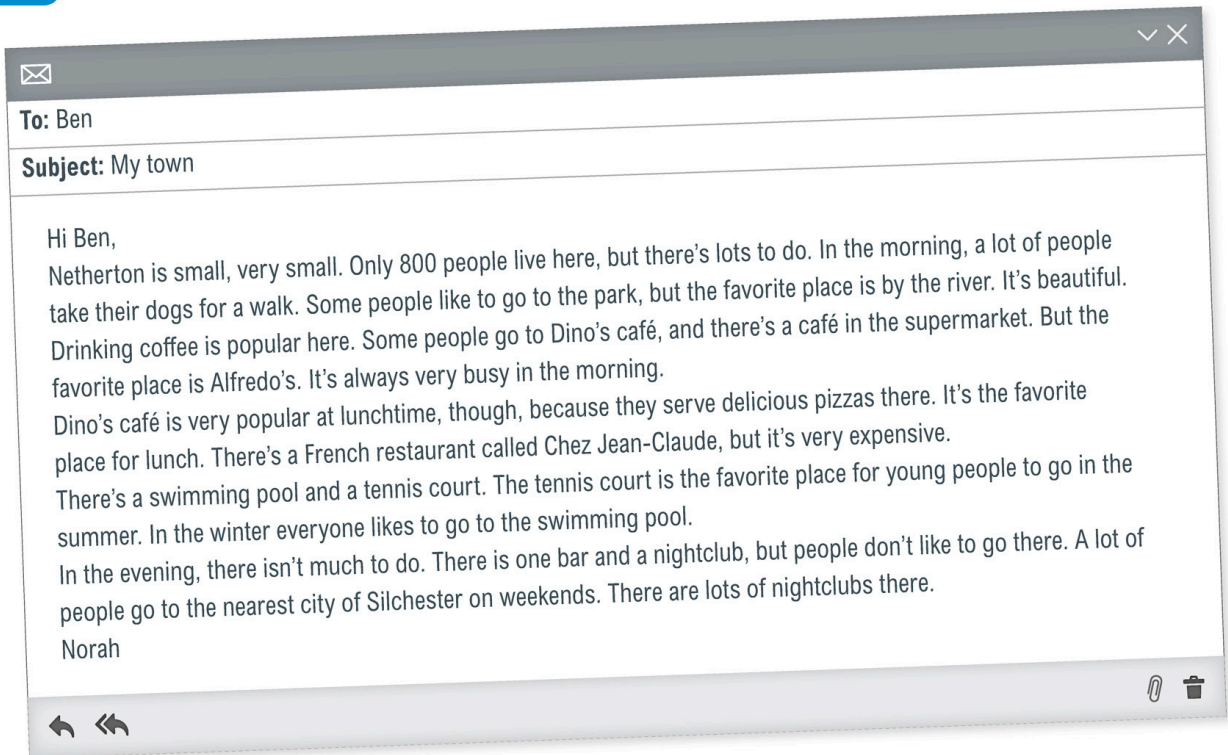 To: Ben
Subject: My town
Hi Ben,
Netherton is small, very small. Only 800 people live here, but there's lots to do. In the morning, a lot of people
take their dogs for a walk. Some people like to go to the park, but the favorite place is by the river. It's beautiful.
Drinking coffee is popular here. Some people go to Dino's café, and there's a café in the supermarket. But the
favorite place is Alfredo's. It's always very busy in the morning.
Dino's café is very popular at lunchtime, though, because they serve delicious pizzas there. It's the favorite
place for lunch. There's a French restaurant called Chez Jean-Claude, but it's very expensive.
There's a swimming pool and a tennis court. The tennis court is the favorite place for young people to go in the
summer. In the winter everyone likes to go to the swimming pool.
In the evening, there isn't much to do. There is one bar and a nightclub, but people don't like to go there. A lot of
people go to the nearest city of Silchester on weekends. There are lots of nightclubs there.
Norah